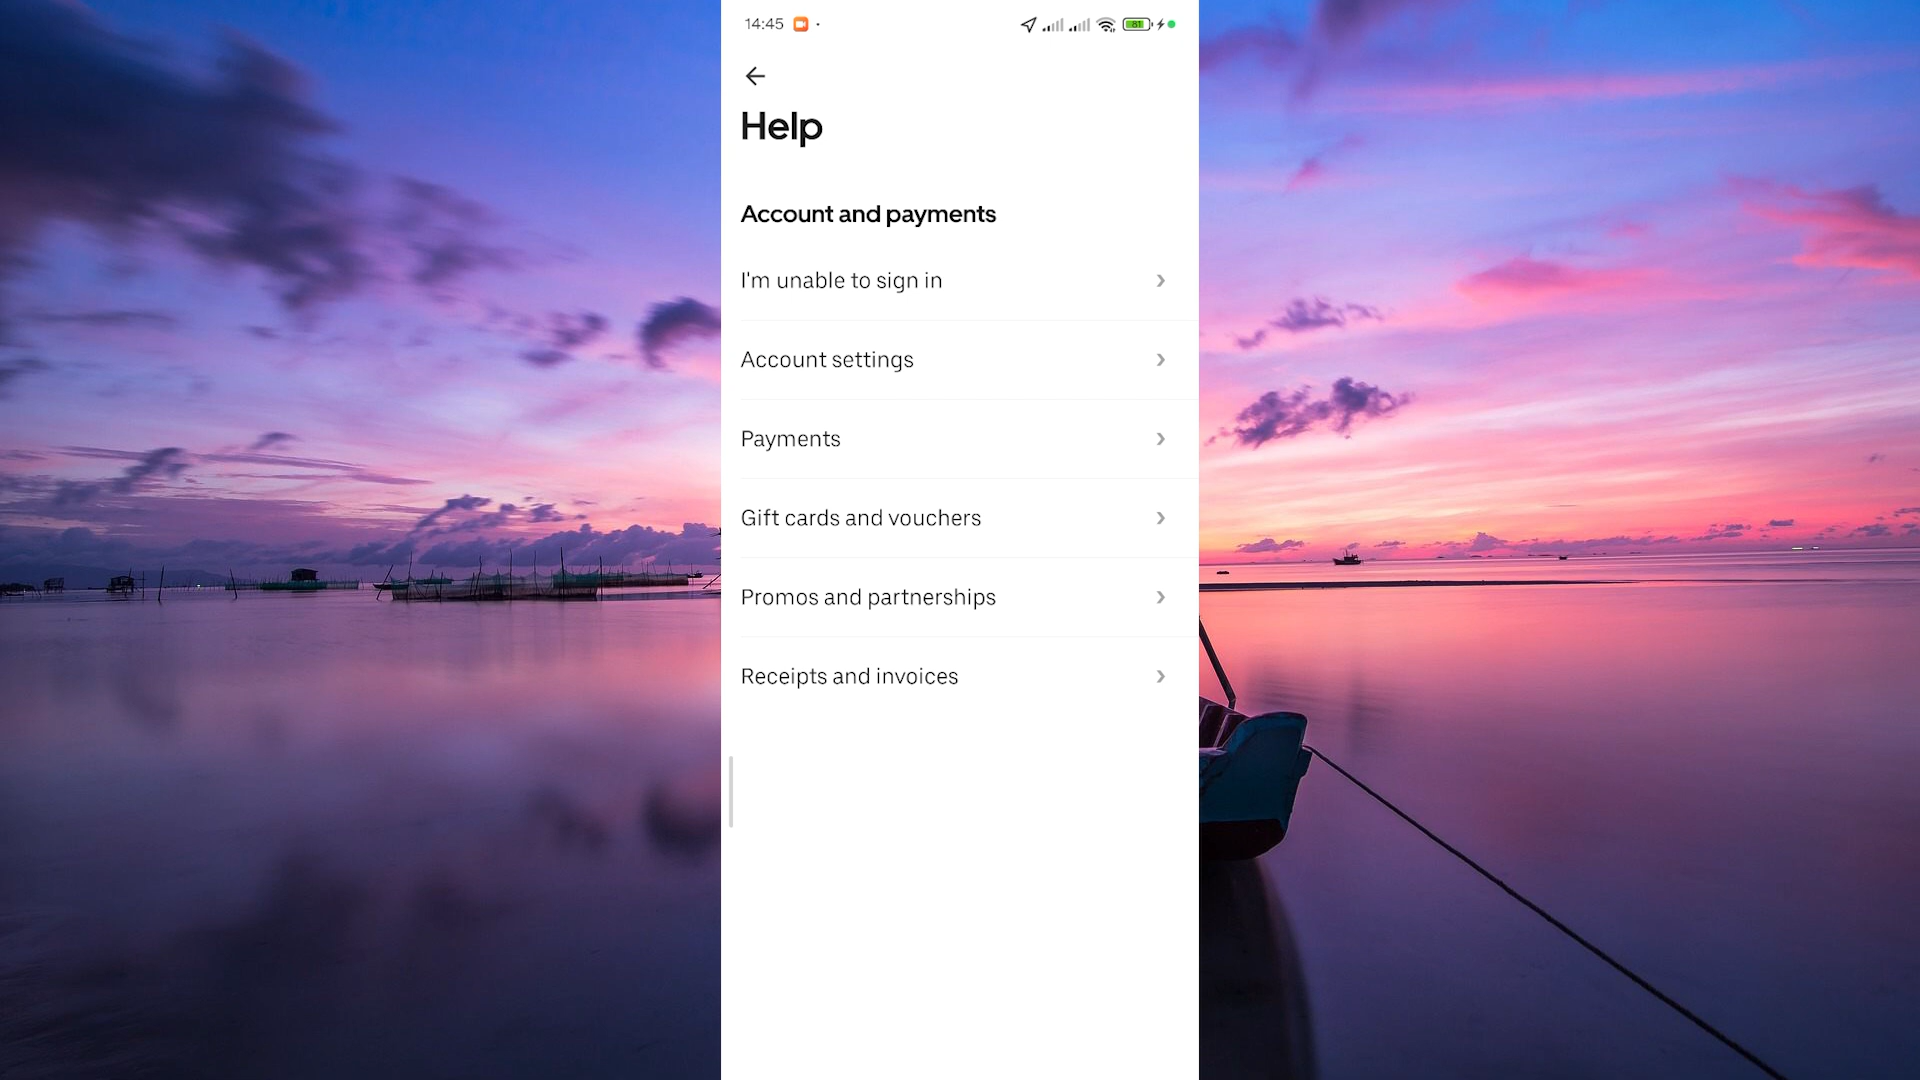 14:45
81
Help
Account and payments
I'm unable to sign in
Account settings
Payments
Gift cards and vouchers
Promos and partnerships
Receipts and invoices